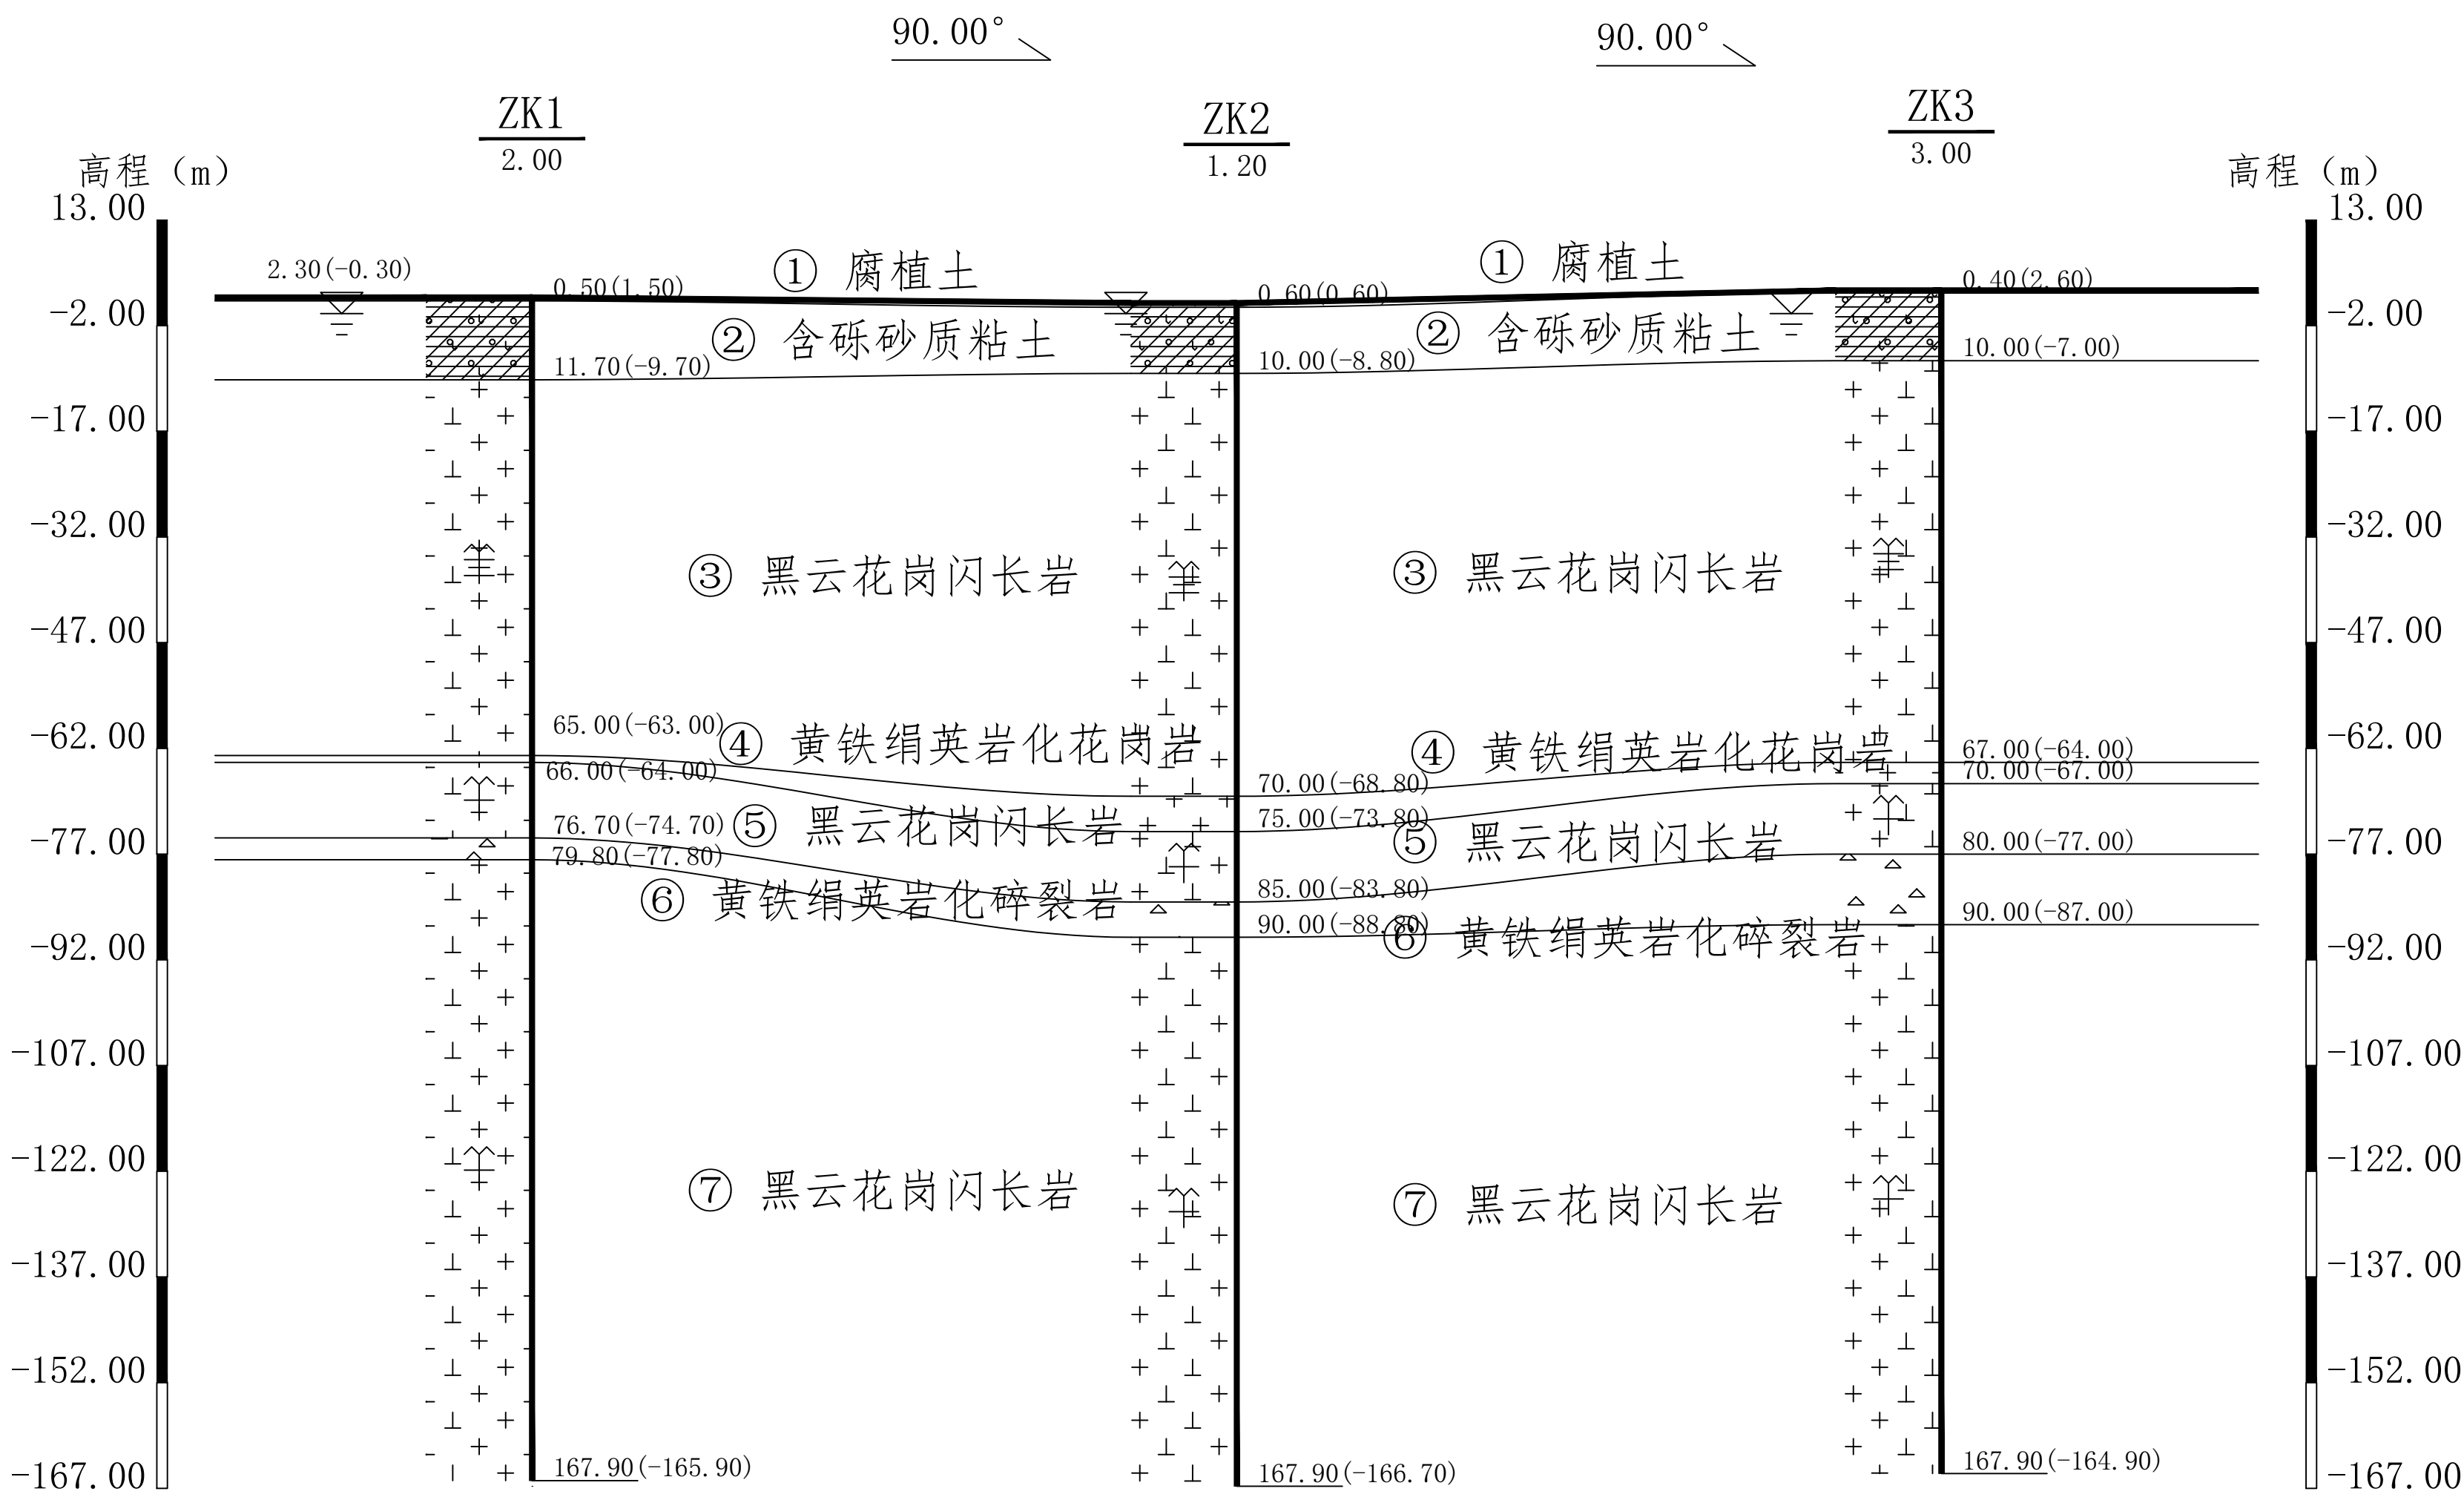 90.00°
90.00°
ZK1
2.00
ZK2
1.20
ZK3
3.00
高程（m）
高程（m）
13.00
-2.00
-17.00
-32.00
-47.00
-62.00
-77.00
-92.00
-107.00
-122.00
-137.00
-152.00
-167.00
2.30(-0.30)
0.50(1.50)
11.70(-9.70)
65.00(-63.00)
66.00(-64.00)
76.70(-74.70)
79.80(-77.80)
167.90(-165.90)
① 腐植土
② 含砾砂质粘土
③ 黑云花岗闪长岩
④ 黄铁绢英岩化花岗岩
⑤ 黑云花岗闪长岩
⑥ 黄铁绢英岩化碎裂岩
⑦ 黑云花岗闪长岩
0.60(0.60)
10.00(-8.80)
70.00(-68.80)
75.00(-73.80)
85.00(-83.80)
90.00(-88.80)
167.90(-166.70)
① 腐植土
② 含砾砂质粘土
③ 黑云花岗闪长岩
④ 黄铁绢英岩化花岗岩
⑤ 黑云花岗闪长岩
⑥ 黄铁绢英岩化碎裂岩
⑦ 黑云花岗闪长岩
0.40(2.60)
10.00(-7.00)
67.00(-64.00)
70.00(-67.00)
80.00(-77.00)
90.00(-87.00)
167.90(-164.90)
13.00
-2.00
-17.00
-32.00
-47.00
-62.00
-77.00
-92.00
-107.00
-122.00
-137.00
-152.00
-167.00